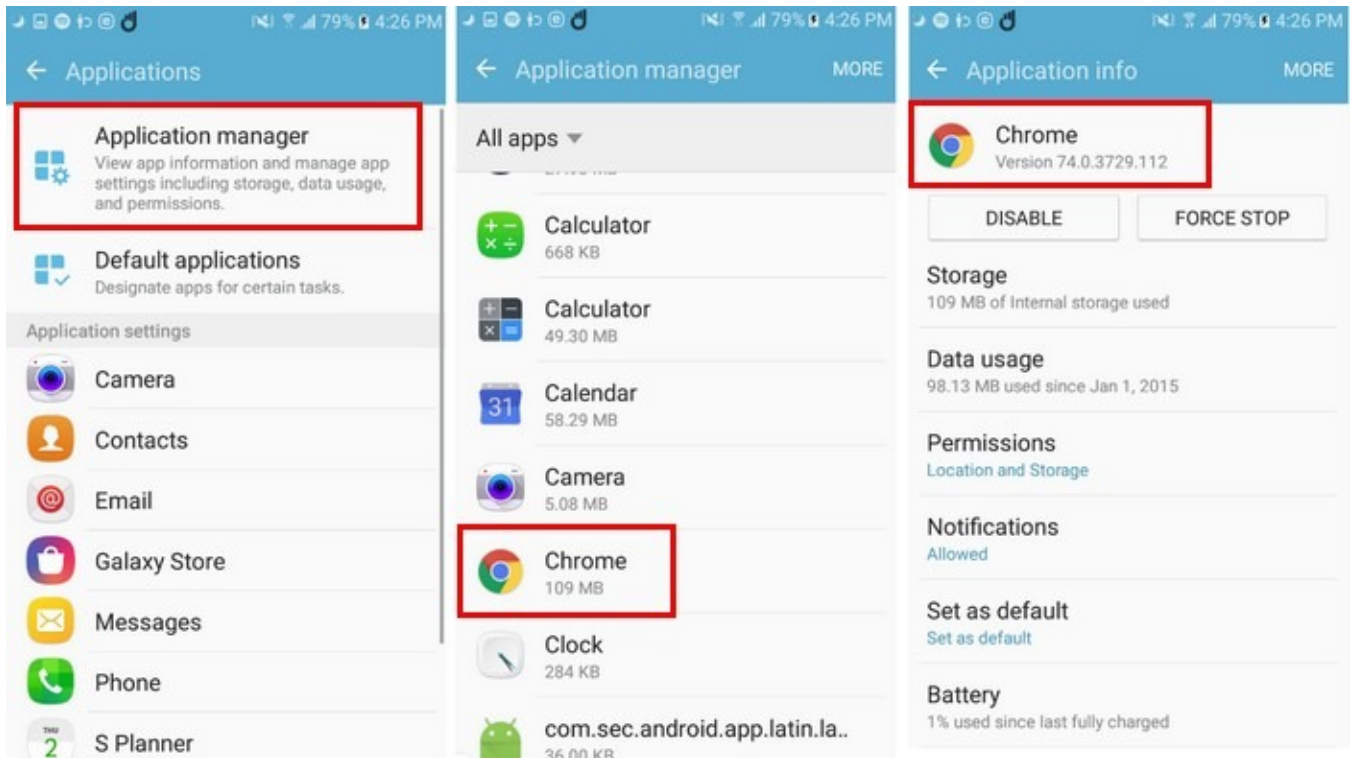 79% 4:26 PM
Applications
Application manager
View app information and manage app
settings including storage, data usage,
and permissions.
Default applications
Designate apps for certain tasks.
Application settings
Camera
Contacts
Email
Galaxy Store
Messages
Phone
THU
2
S Planner
79% 4:26 PM
Application manager
MORE
All apps
Calculator
668 KB
Calculator
49.30 MB
31
Calendar
58.29 MB
Camera
5.08 MB
Chrome
109 MB
Clock
284 KB
com.sec.android.app.latin.la..
36.00 KB
79% 4:26 PM
Application info
MORE
Chrome
Version 74.0.3729.112
DISABLE
FORCE STOP
Storage
109 MB of Internal storage used
Data usage
98.13 MB used since Jan 1, 2015
Permissions
Location and Storage
Notifications
Allowed
Set as default
Set as default
Battery
1% used since last fully charged